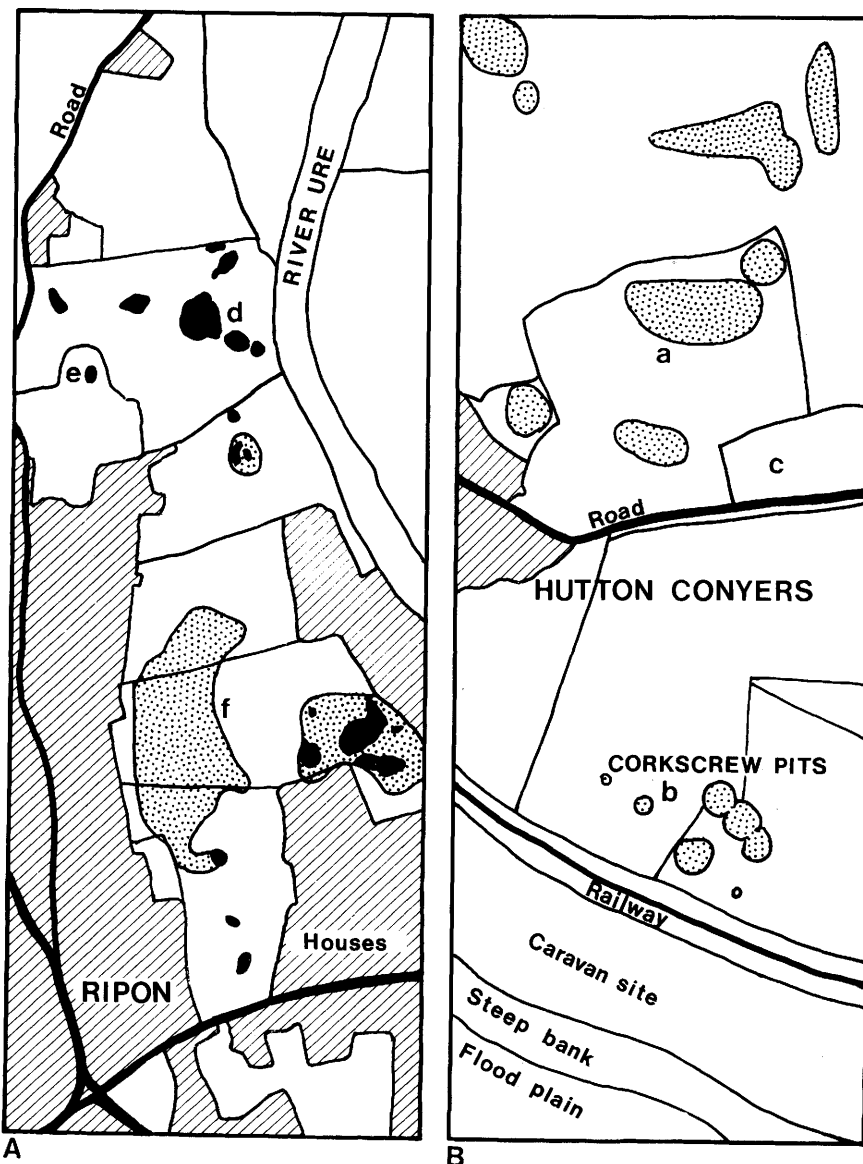 Road
RIVER URE
d
e
f
Houses
RIPON
A
a
c
Road
HUTTON CONYERS
CORKSCREW PITS
b
Railway
Caravan site
Steep bank
Flood plain
B